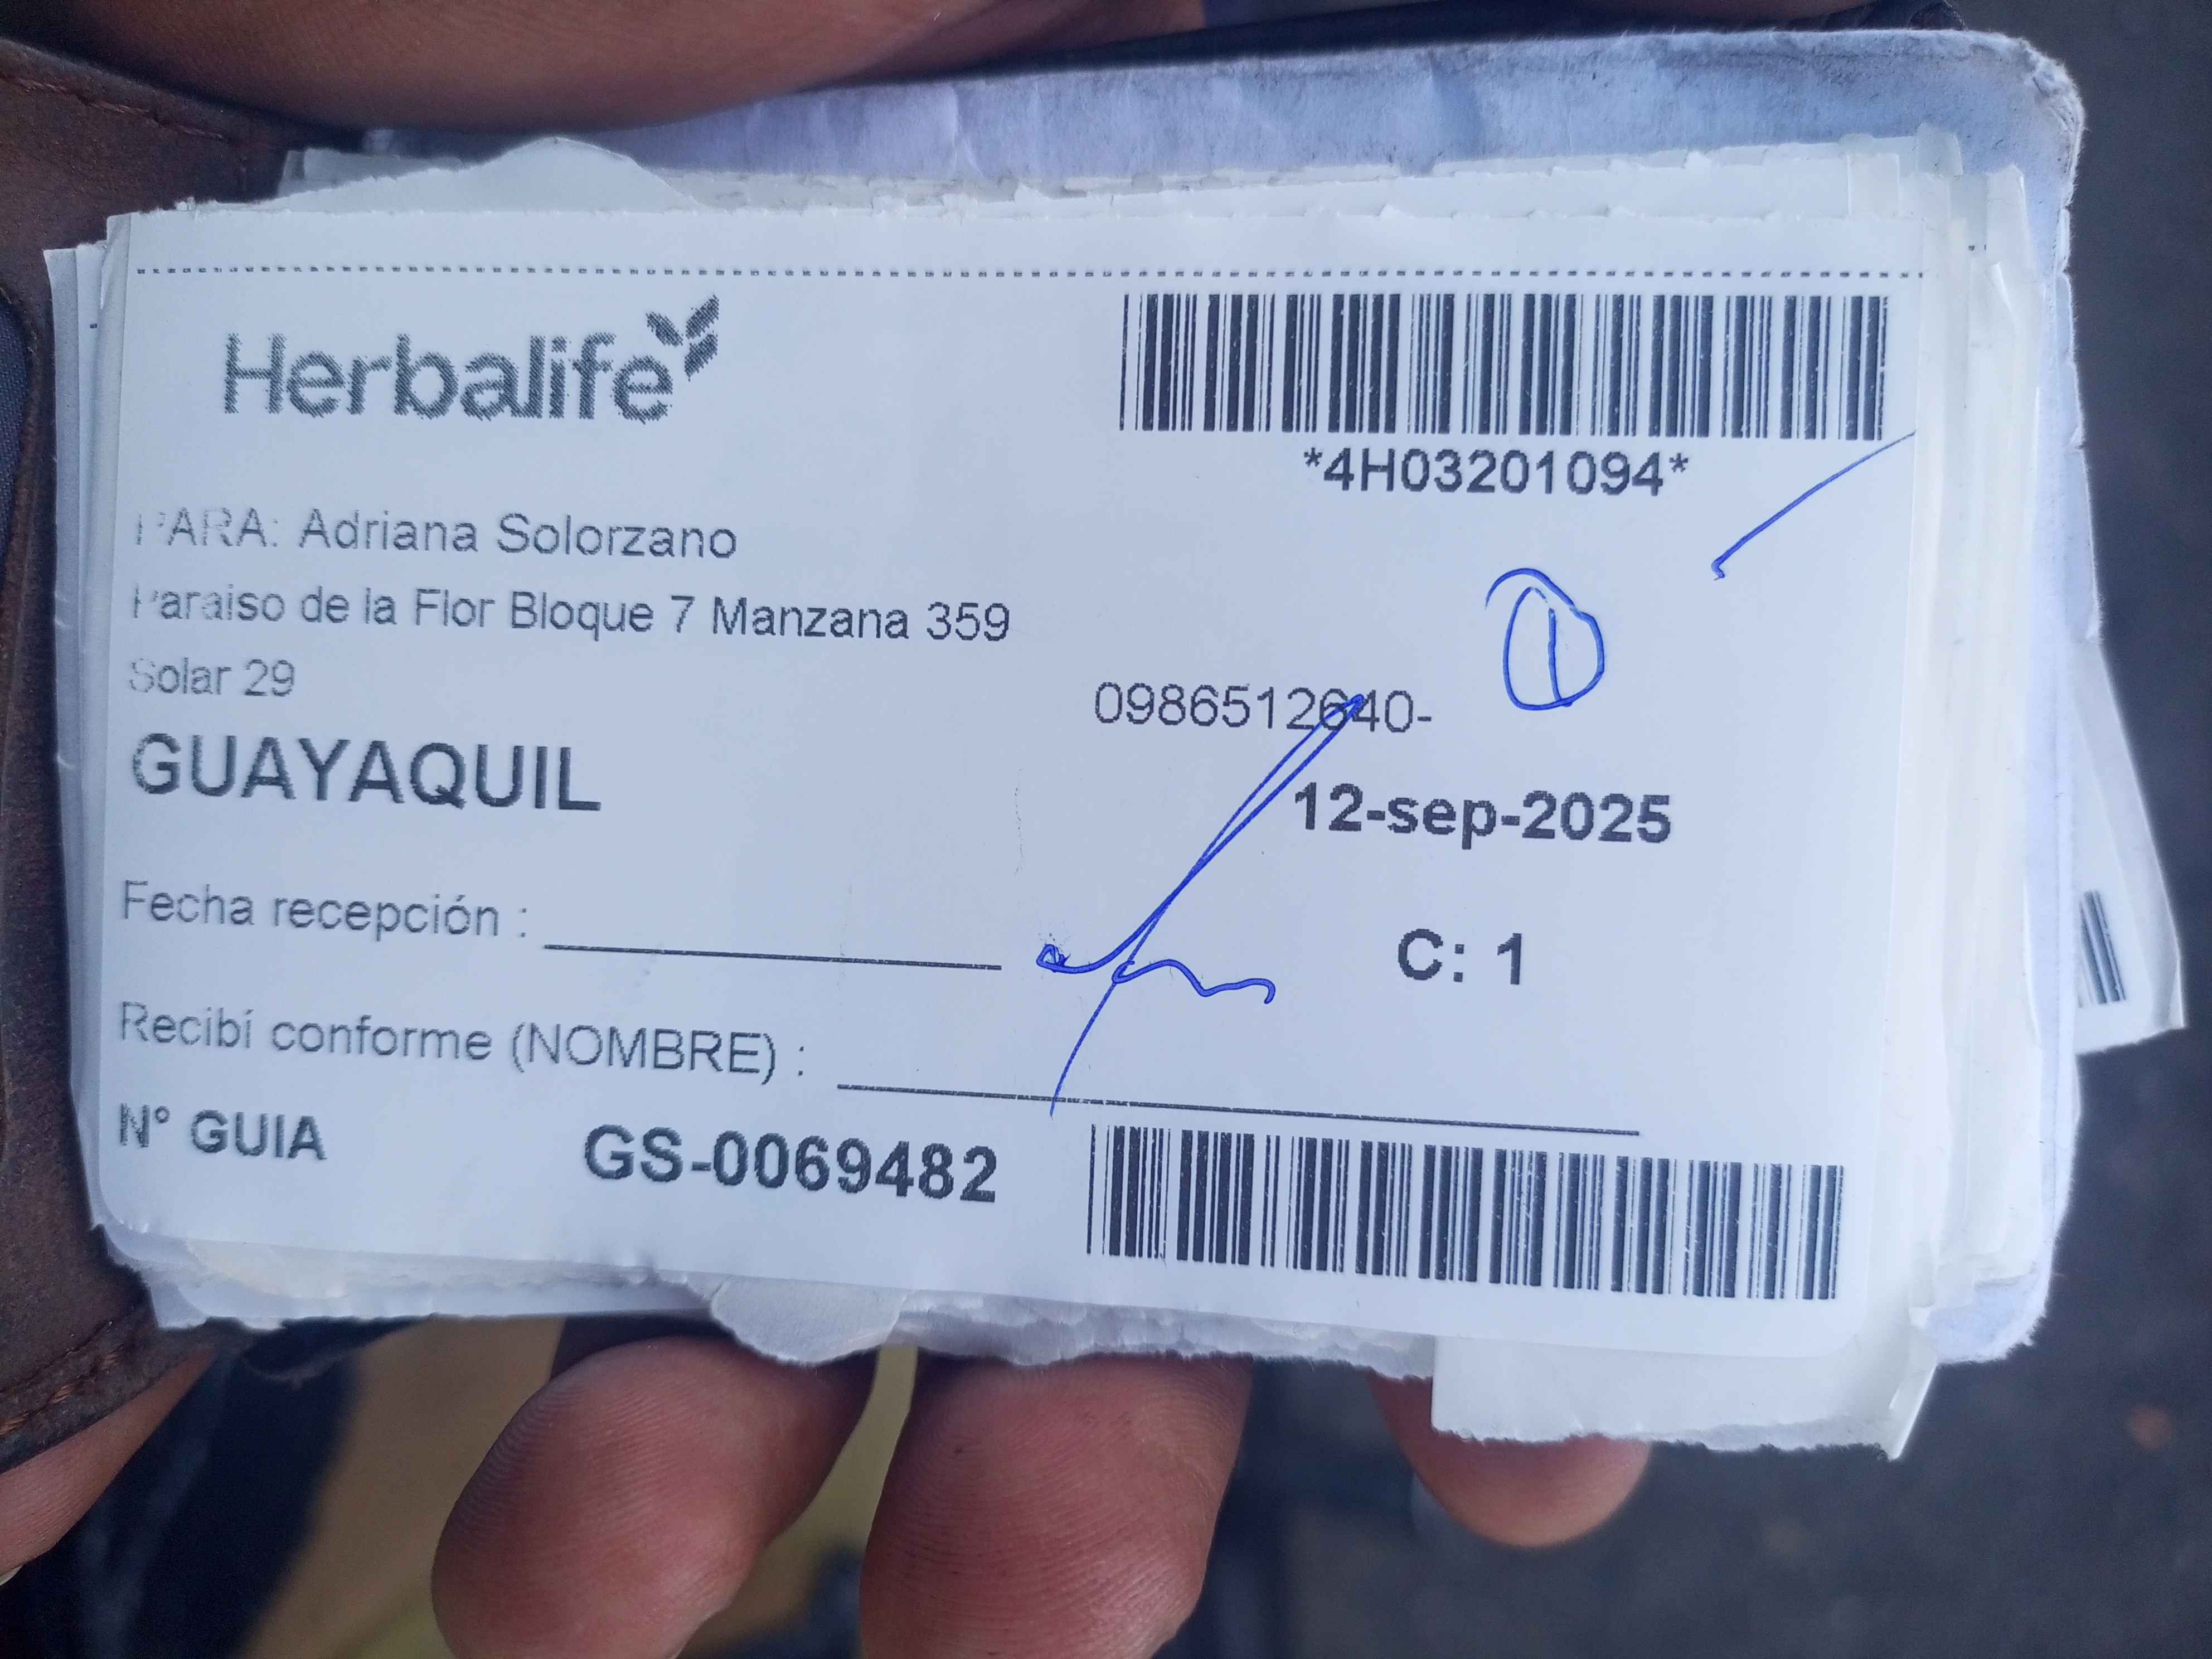 Herbalife
*4H03201094*
PARA: Adriana Solorzano
Paraiso de la Flor Bloque 7 Manzana 359
Solar 29
0986512640-
1
GUAYAQUIL
12-sep-2025
Fecha recepción :
C: 1
Recibí conforme (NOMBRE) :
N° GUIA GS-0069482